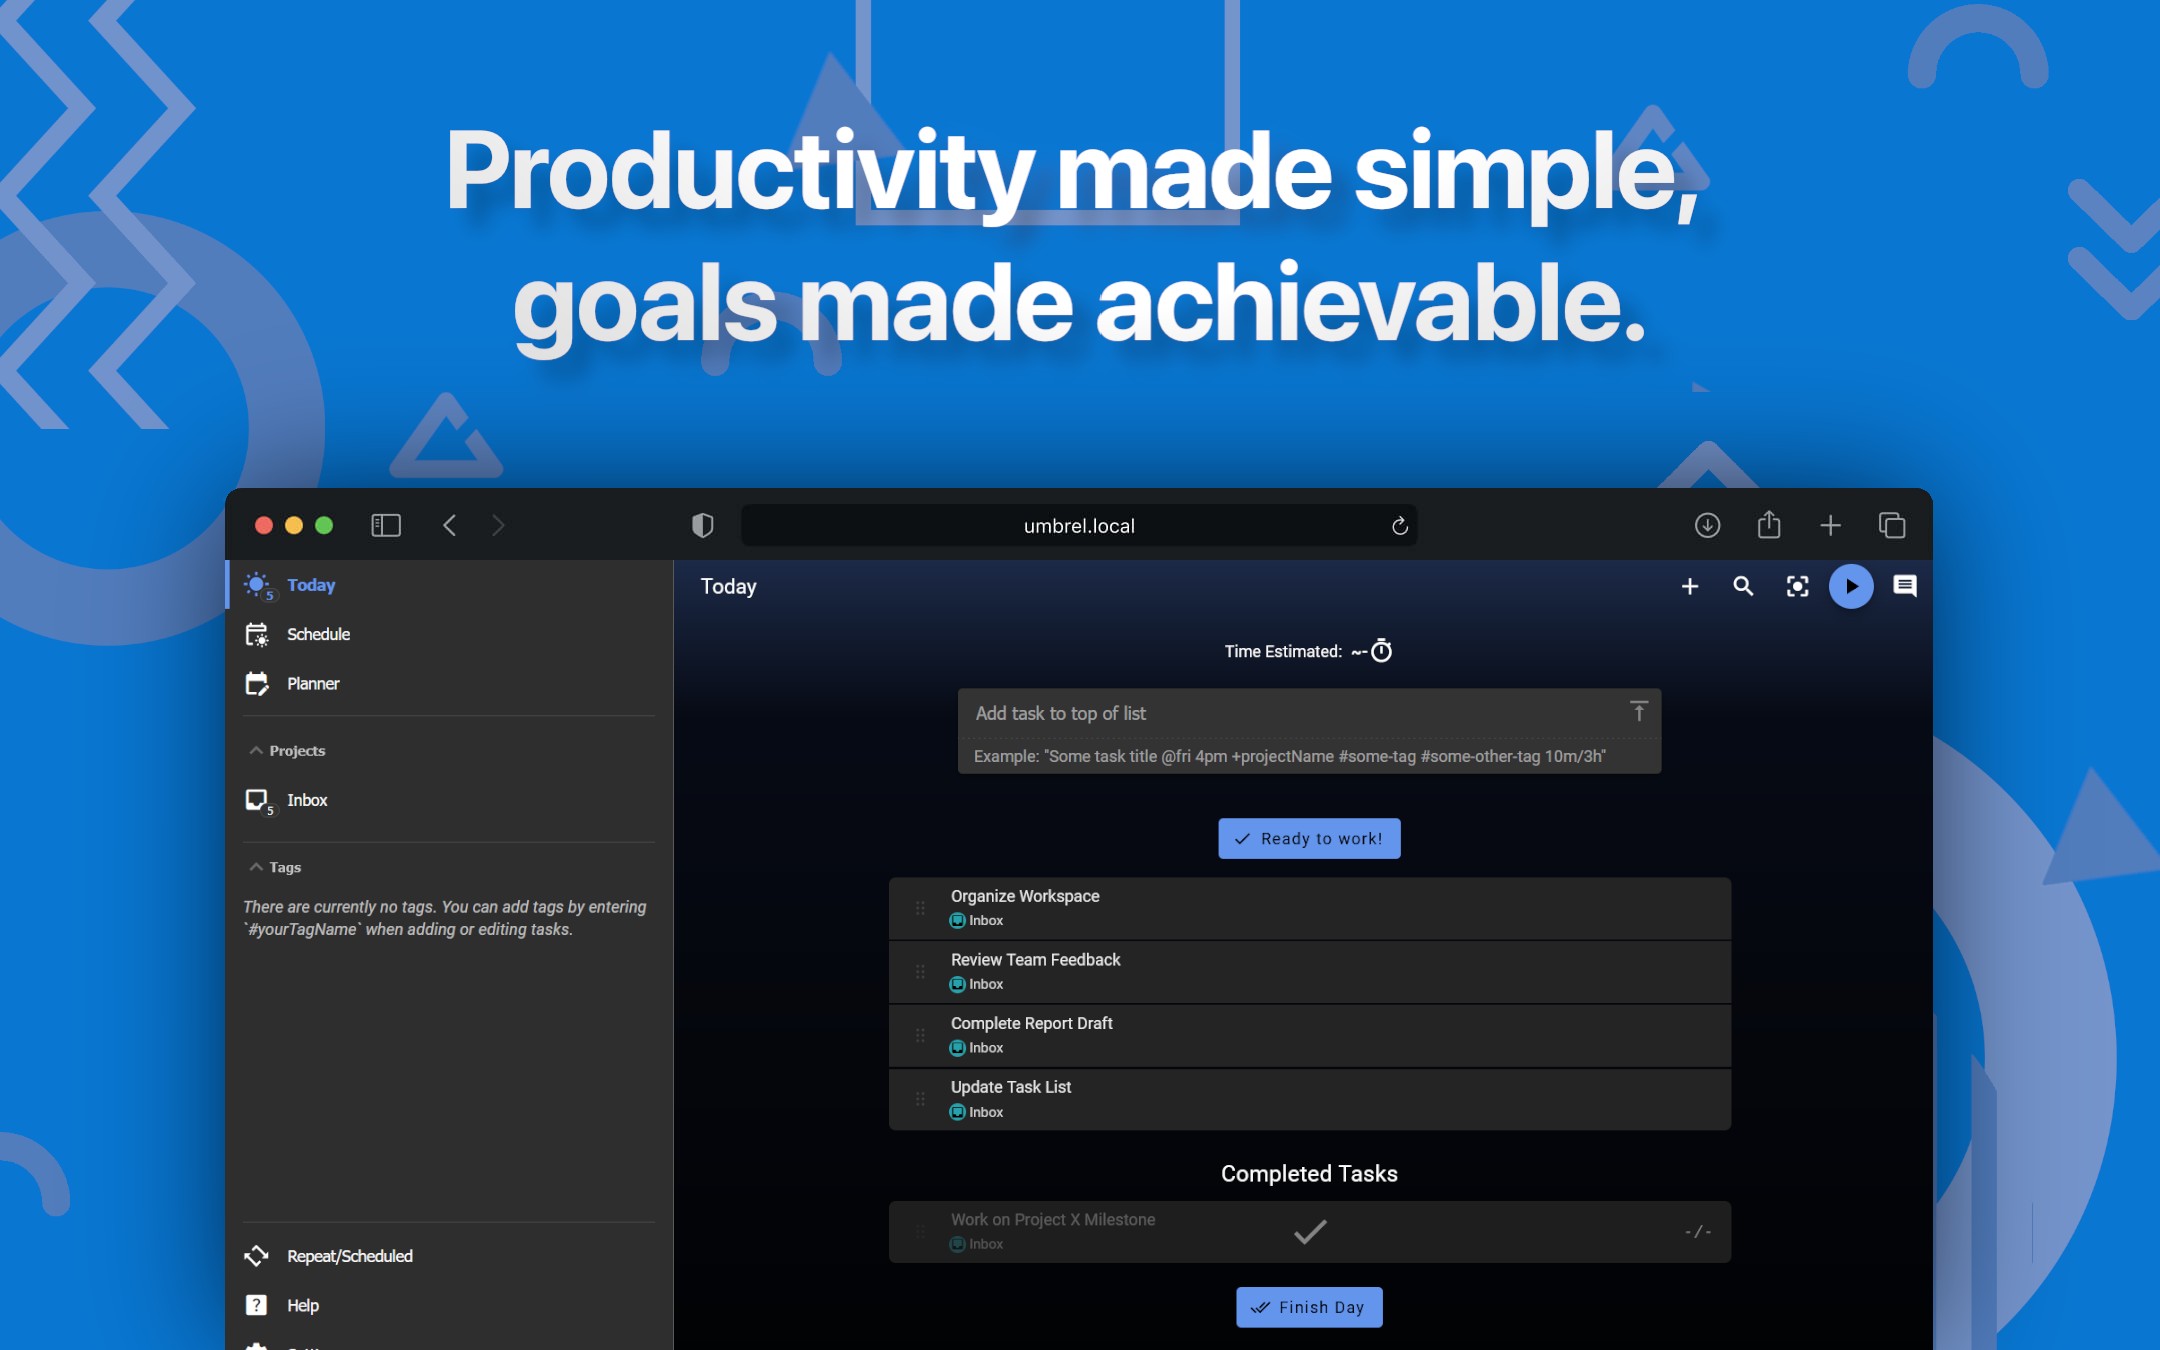 Productivity made simple,
goals made achievable.
umbrel.local
Today
5
Schedule
Planner
Projects
Inbox
5
Tags
There are currently no tags. You can add tags by entering
`#yourTagName` when adding or editing tasks.
Repeat/Scheduled
Help
Today
Time Estimated: ~-
Add task to top of list
Example: "Some task title @fri 4pm +projectName #some-tag #some-other-tag 10m/3h"
Ready to work!
Organize Workspace
Inbox
Review Team Feedback
Inbox
Complete Report Draft
Inbox
Update Task List
Inbox
Completed Tasks
Work on Project X Milestone
Inbox
-/-
Finish Day